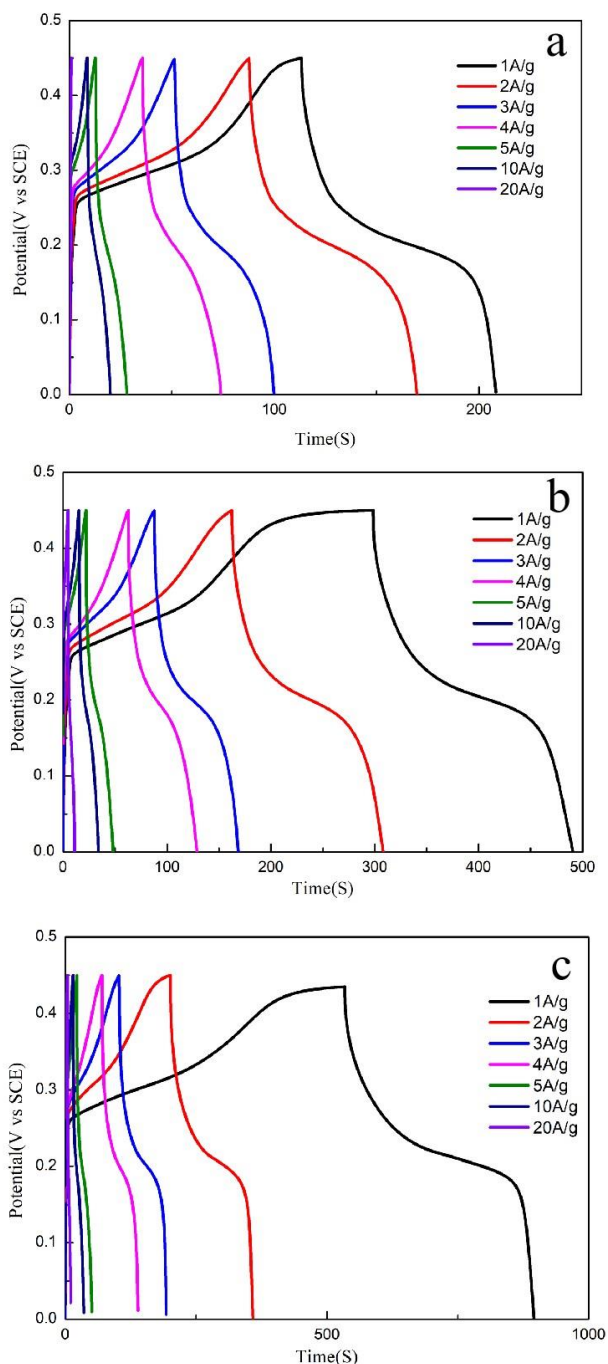 a
0.5
0.4
0.3
0.2
0.1
0.0
Potential(V vs SCE)
1A/g
2A/g
3A/g
4A/g
5A/g
10A/g
20A/g
0
100
200
Time(S)
b
0.5
0.4
0.3
0.2
0.1
0.0
Potential(V vs SCE)
1A/g
2A/g
3A/g
4A/g
5A/g
10A/g
20A/g
0
100
200
300
400
500
Time(S)
c
0.5
0.4
0.3
0.2
0.1
0.0
Potential(V vs SCE)
1A/g
2A/g
3A/g
4A/g
5A/g
10A/g
20A/g
0
500
1000
Time(S)